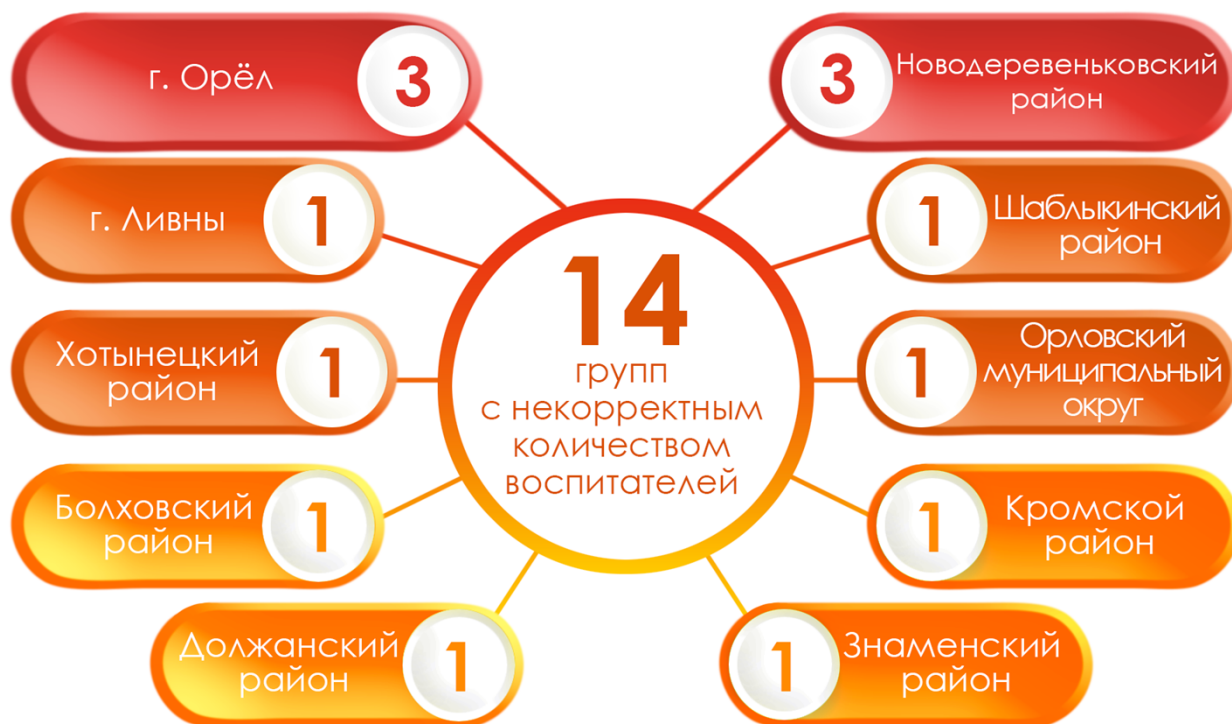 г. Орёл
3
г. Ливны
1
Хотынецкий
район
1
Болховский
район
1
Должанский
район
1
14
групп
с некорректным
количеством
воспитателей
3
Новодеревеньковский
район
1
Шаблыкинский
район
1
Орловский
муниципальный
округ
1
Кромской
район
1
Знаменский
район